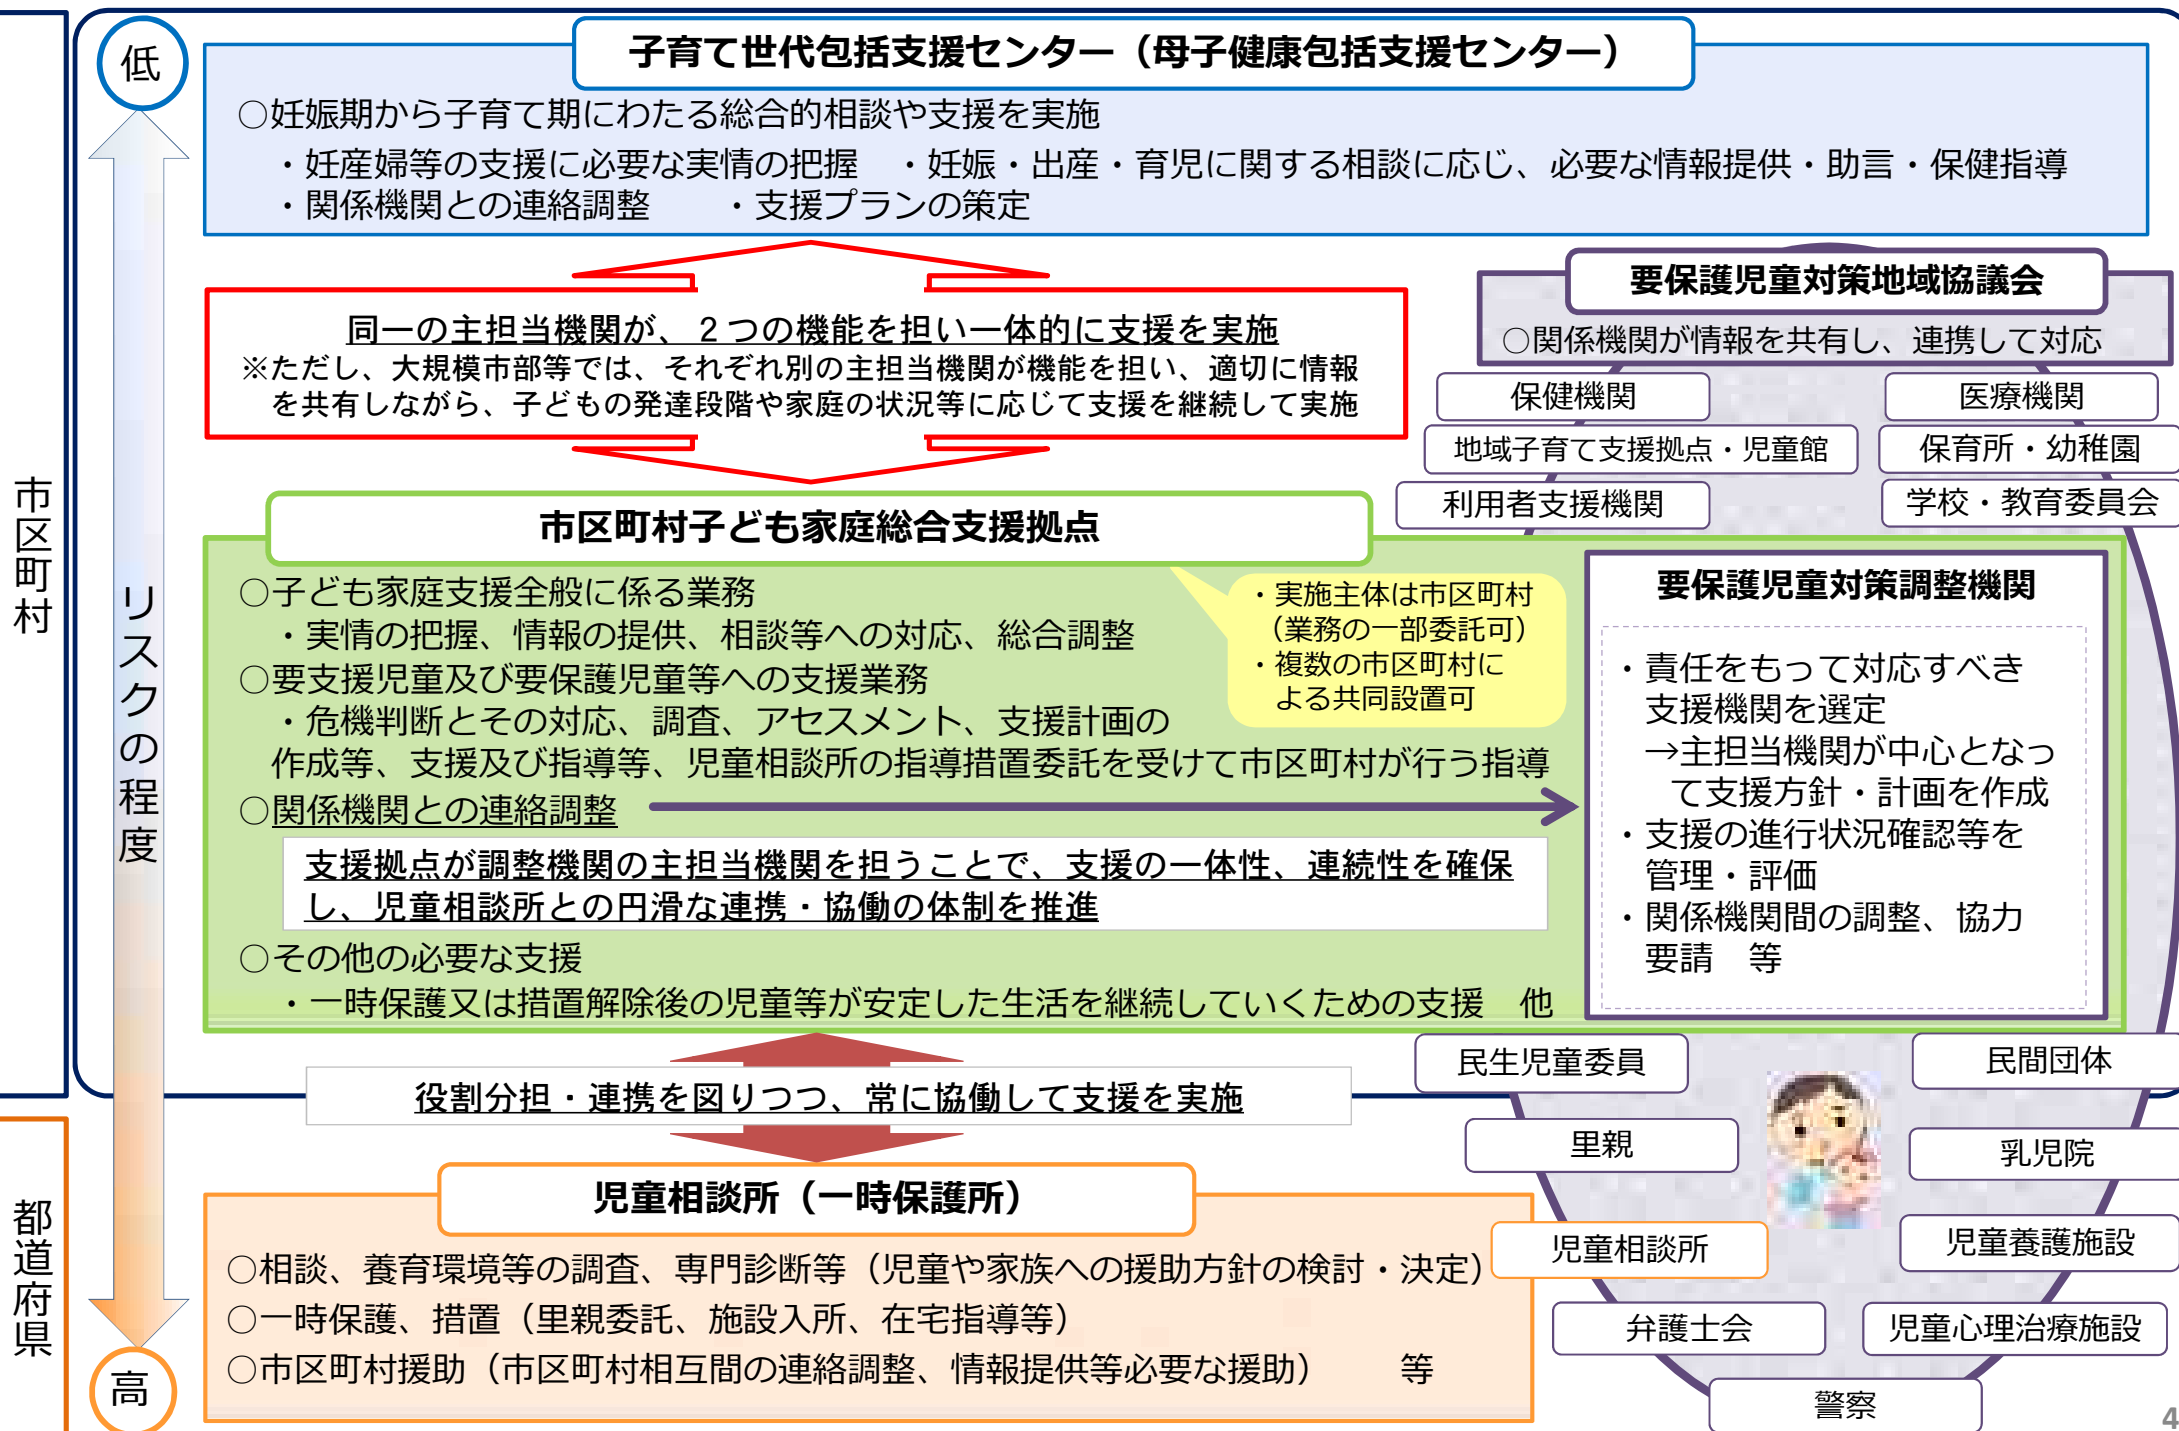 市区町村
都道府県
低
リスクの程度
高
子育て世代包括支援センター（母子健康包括支援センター）
○妊娠期から子育て期にわたる総合的相談や支援を実施
・妊産婦等の支援に必要な実情の把握　・妊娠・出産・育児に関する相談に応じ、必要な情報提供・助言・保健指導
・関係機関との連絡調整　　・支援プランの策定
同一の主担当機関が、２つの機能を担い一体的に支援を実施
※ただし、大規模市部等では、それぞれ別の主担当機関が機能を担い、適切に情報
を共有しながら、子どもの発達段階や家庭の状況等に応じて支援を継続して実施
市区町村子ども家庭総合支援拠点
○子ども家庭支援全般に係る業務
・実情の把握、情報の提供、相談等への対応、総合調整
○要支援児童及び要保護児童等への支援業務
・危機判断とその対応、調査、アセスメント、支援計画の
作成等、支援及び指導等、児童相談所の指導措置委託を受けて市区町村が行う指導
○関係機関との連絡調整
支援拠点が調整機関の主担当機関を担うことで、支援の一体性、連続性を確保
し、児童相談所との円滑な連携・協働の体制を推進
○その他の必要な支援
・一時保護又は措置解除後の児童等が安定した生活を継続していくための支援　他
・実施主体は市区町村
（業務の一部委託可）
・複数の市区町村に
よる共同設置可
役割分担・連携を図りつつ、常に協働して支援を実施
児童相談所（一時保護所）
○相談、養育環境等の調査、専門診断等（児童や家族への援助方針の検討・決定）
○一時保護、措置（里親委託、施設入所、在宅指導等）
○市区町村援助（市区町村相互間の連絡調整、情報提供等必要な援助）　　等
要保護児童対策地域協議会
○関係機関が情報を共有し、連携して対応
保健機関
医療機関
地域子育て支援拠点・児童館
保育所・幼稚園
利用者支援機関
学校・教育委員会
要保護児童対策調整機関
・責任をもって対応すべき
支援機関を選定
→主担当機関が中心となっ
て支援方針・計画を作成
・支援の進行状況確認等を
管理・評価
・関係機関間の調整、協力
要請　等
民生児童委員
民間団体
里親
乳児院
児童相談所
児童養護施設
弁護士会
児童心理治療施設
警察
4